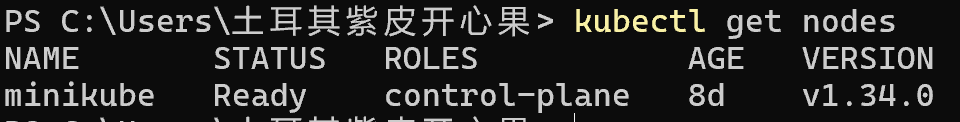 PS C:\Users\土耳其紫皮开心果> kubectl get nodes
NAME STATUS ROLES AGE VERSION
minikube Ready control-plane 8d v1.34.0